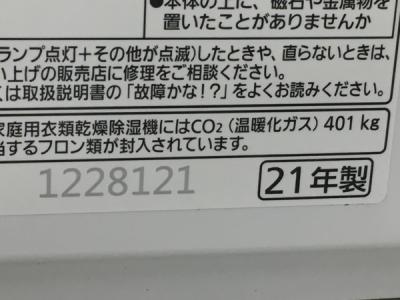 ●本体の上に、磁石や金属物を
置いたことがありませんか
ランプ点灯+その他が点滅)したときや、直らないときは、
い上げの販売店に修理をご相談ください。
くは取扱説明書の「故障かな!?」をよくお読みください。
家庭用衣類乾燥除湿機にはCO₂(温暖化ガス)401 kg
当するフロン類が封入されています。
1228121
21年製